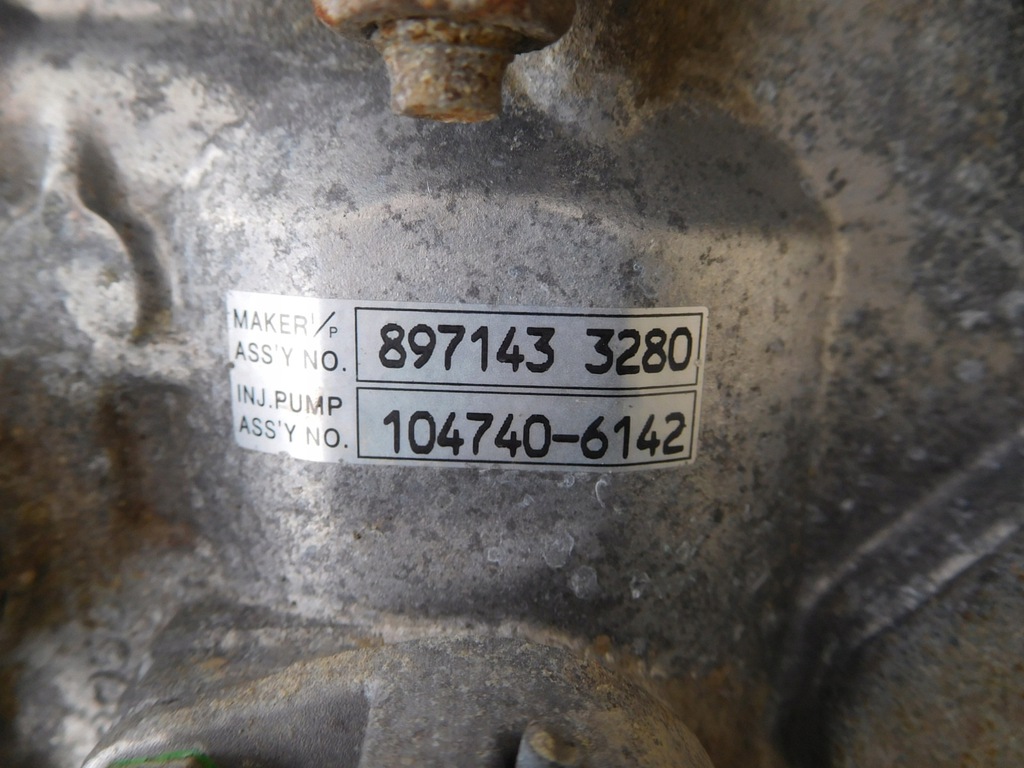 MAKER I/P
ASS'Y NO.
897143 3280
INJ.PUMP
ASS'Y NO.
104740-6142